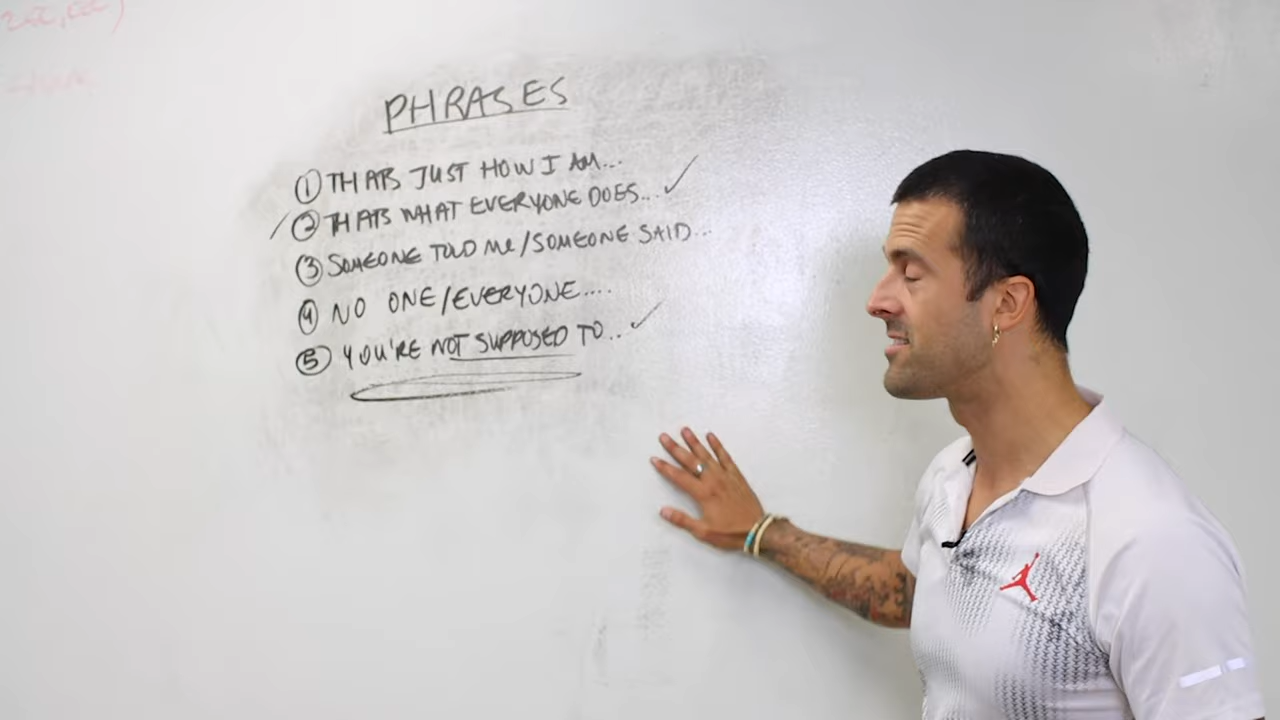 PHRASES
① THATS JUST HOW I AM...
② THATS WHAT EVERYONE DOES... ✓
③ SOMEONE TOLD ME/SOMEONE SAID...
④ NO ONE/EVERYONE....
⑤ YOU'RE NOT SUPPOSED TO... ✓